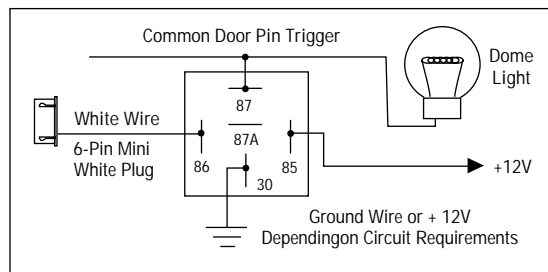 Common Door Pin Trigger
Dome
Light
87
White Wire
87A
6-Pin Mini
White Plug
86
85
+12V
30
Ground Wire or + 12V
Dependingon Circuit Requirements